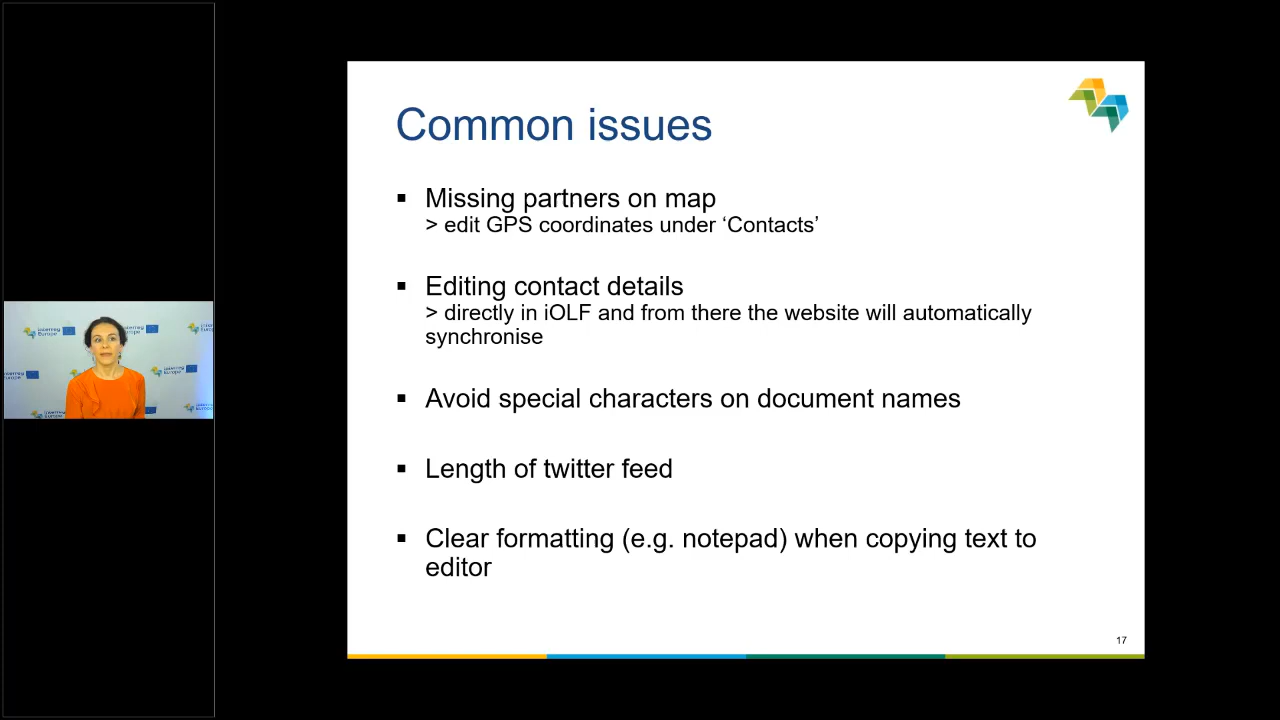 Common issues
▪ Missing partners on map
> edit GPS coordinates under ‘Contacts’
▪ Editing contact details
> directly in iOLF and from there the website will automatically
synchronise
▪ Avoid special characters on document names
▪ Length of twitter feed
▪ Clear formatting (e.g. notepad) when copying text to
editor
17
Interreg
Europe